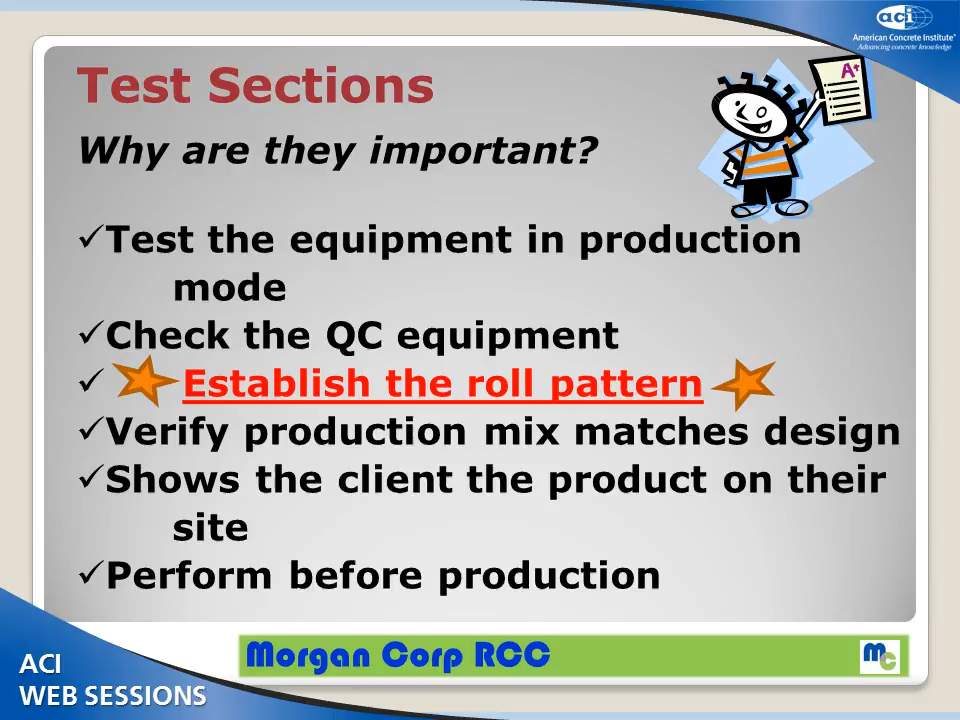 aci
American Concrete Institute®
Advancing concrete knowledge
Test Sections
A+
Why are they important?
✓Test the equipment in production
mode
✓Check the QC equipment
✓ Establish the roll pattern
✓Verify production mix matches design
✓Shows the client the product on their
site
✓Perform before production
Morgan Corp RCC
MC
ACI
WEB SESSIONS